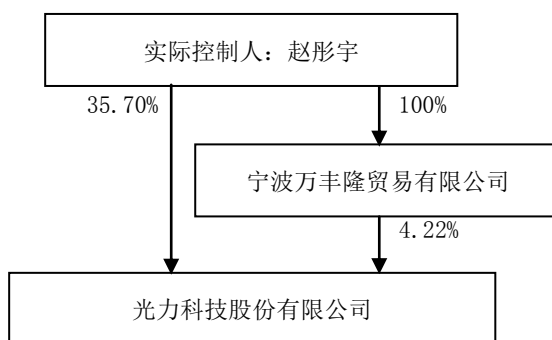 实际控制人：赵彤宇
35.70%
100%
宁波万丰隆贸易有限公司
4.22%
光力科技股份有限公司